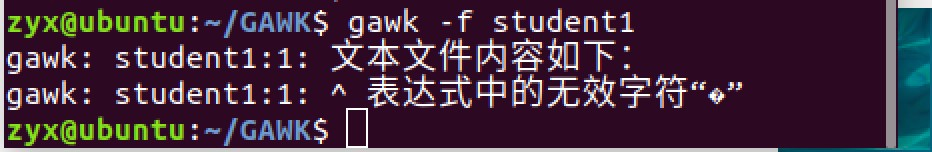 zyx@ubuntu:~/GAWK$ gawk -f student1
gawk: student1:1: 文本文件内容如下：
gawk: student1:1: ^ 表达式中的无效字符“�”
zyx@ubuntu:~/GAWK$